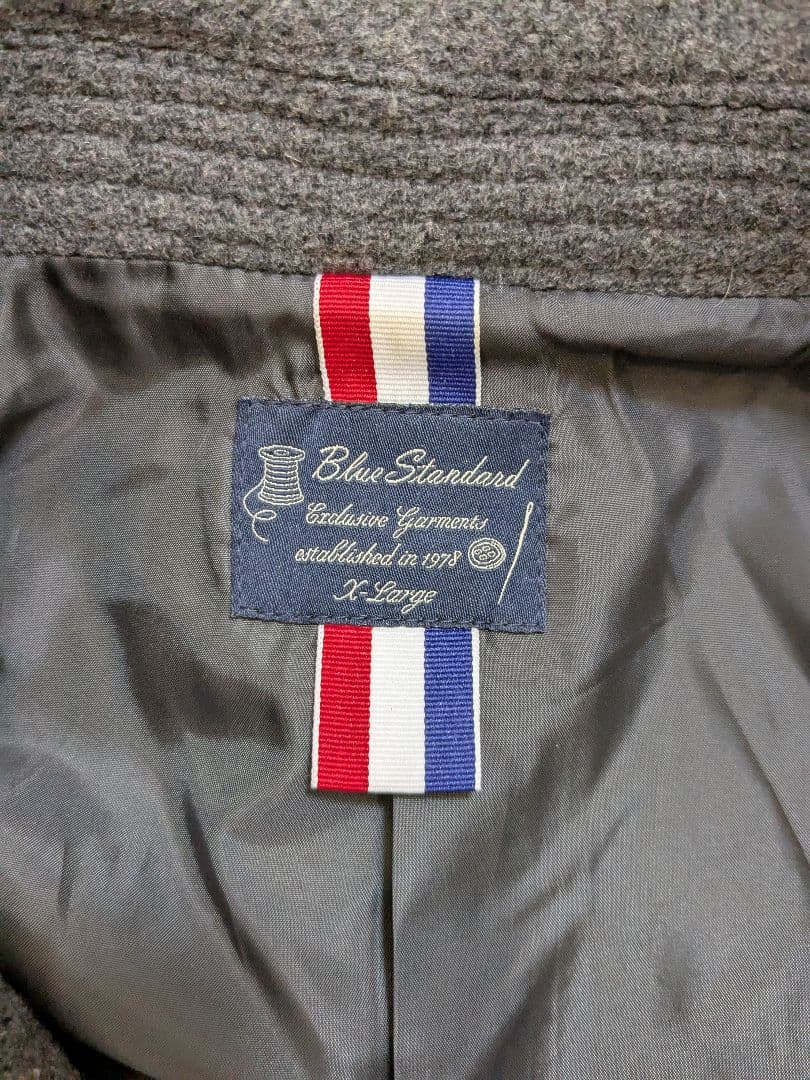 Blue Standard
Exclusive Garments
established in 1978
X-Large